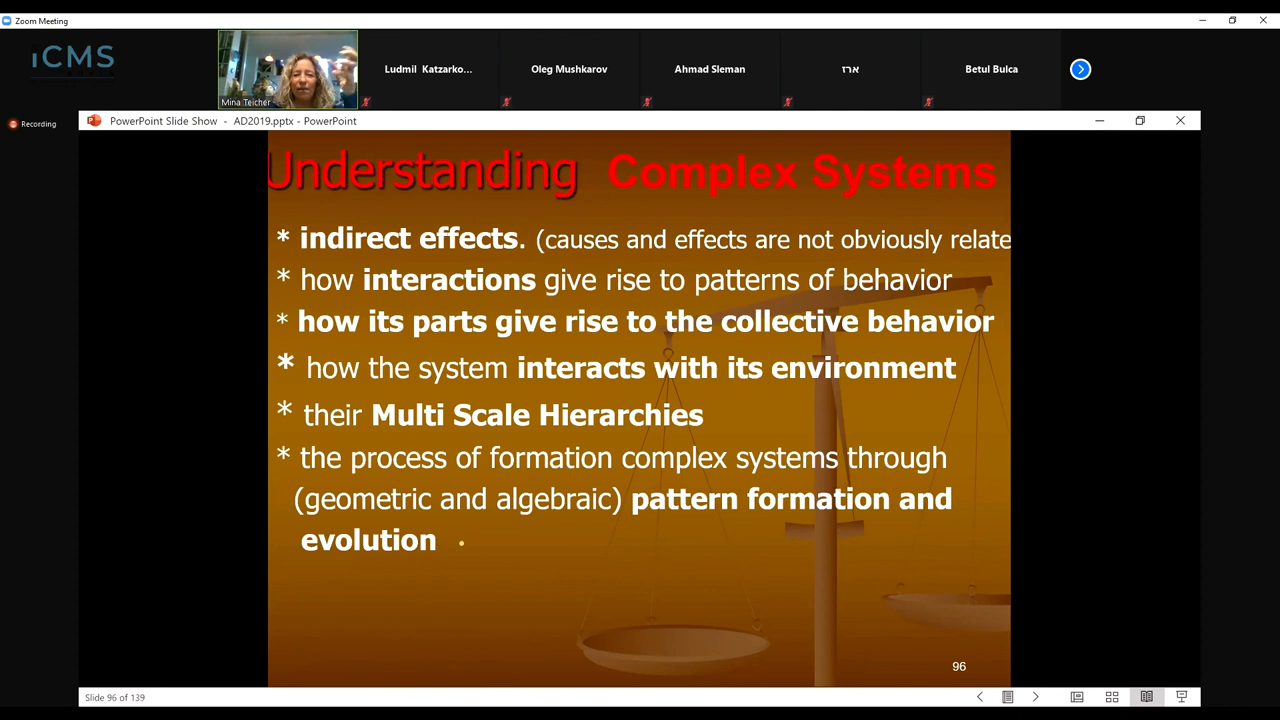 Zoom Meeting
iCMS
Mina Teicher
Ludmil Katzarko...
Oleg Mushkarov
Ahmad Sleman
ארז
Betul Bulca
Recording
PowerPoint Slide Show - AD2019.pptx - PowerPoint
Understanding Complex Systems
* indirect effects. (causes and effects are not obviously relate
* how interactions give rise to patterns of behavior
* how its parts give rise to the collective behavior
* how the system interacts with its environment
* their Multi Scale Hierarchies
* the process of formation complex systems through
(geometric and algebraic) pattern formation and
evolution
96
Slide 96 of 139